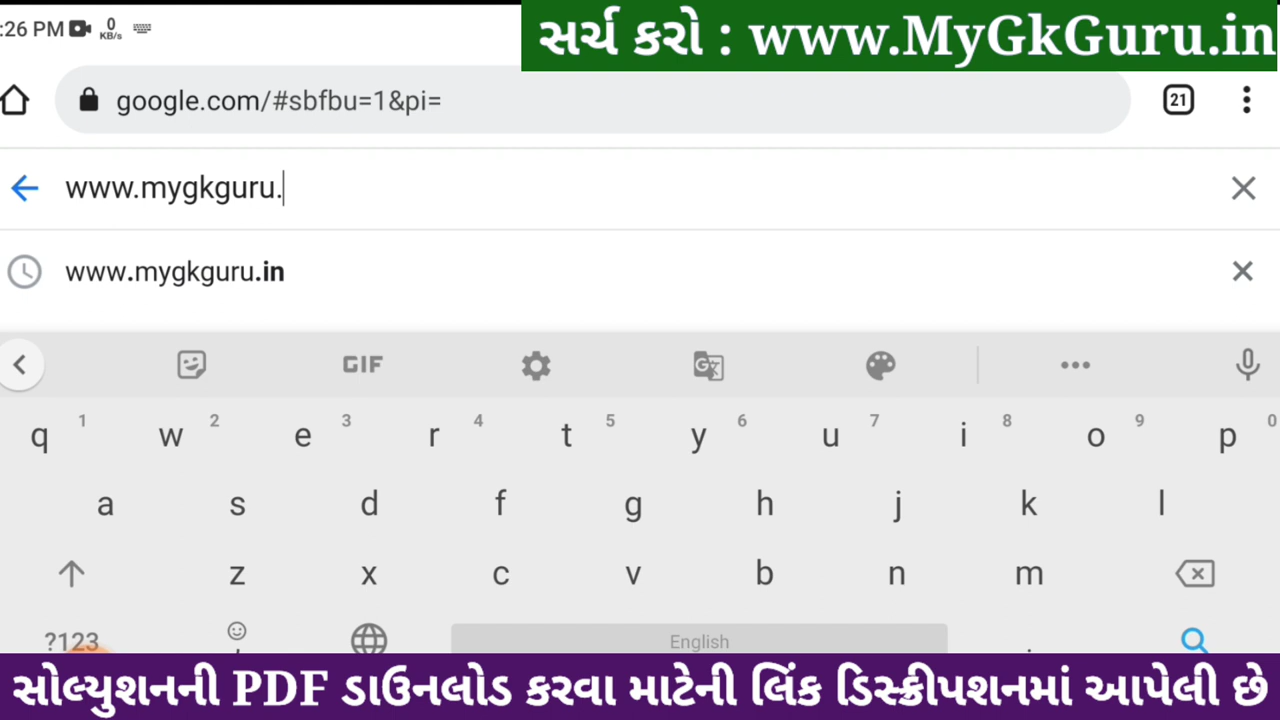 :26 PM 0 KB/s
સર્ચ કરો : www.MyGkGuru.in
google.com/#sbfbu=1&pi=
21
www.mygkguru.
www.mygkguru.in
GIF
q 1 w 2 e 3 r 4 t 5 y 6 u 7 i 8 o 9 p 0
a s d f g h j k l
z x c v b n m
?123 , English .
સોલ્યુશનની PDF ડાઉનલોડ કરવા માટેની લિંક ડિસ્ક્રીપશનમાં આપેલી છે